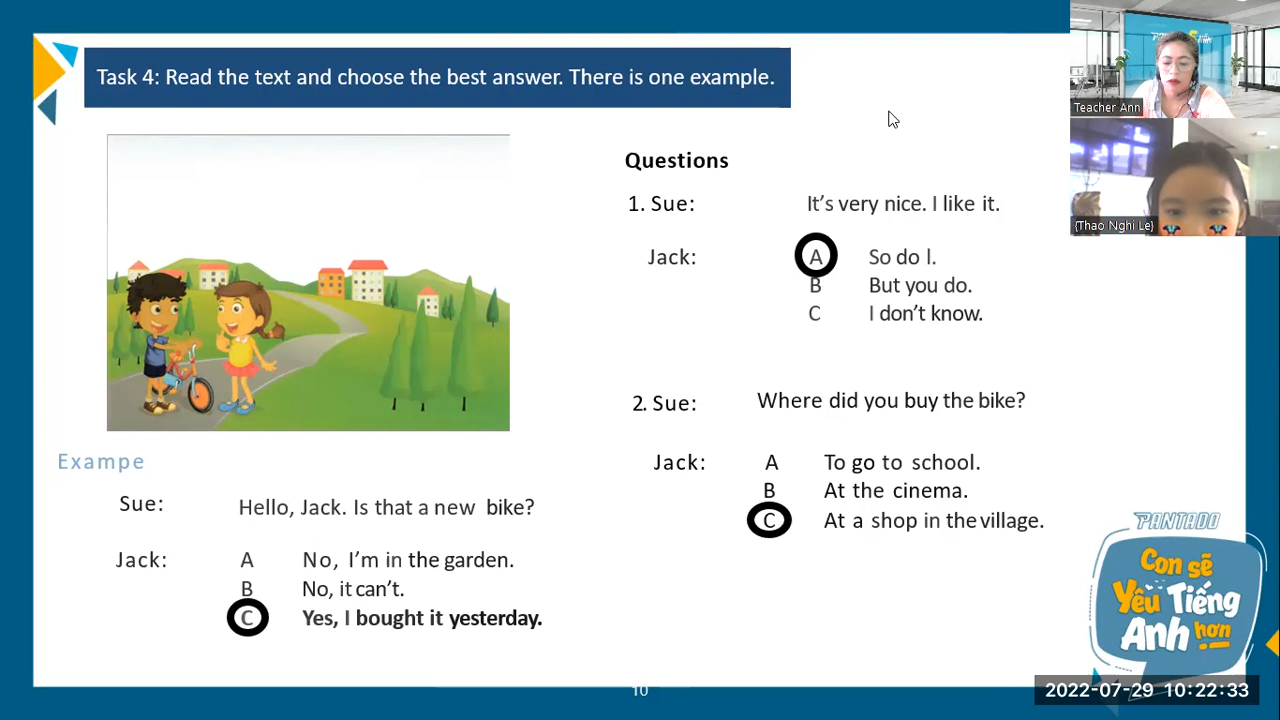 Task 4: Read the text and choose the best answer. There is one example.
Teacher Ann
{Thao Nghi Le}
Questions
1. Sue: It's very nice. I like it.
Jack: A So do I.
B But you do.
C I don't know.
2. Sue: Where did you buy the bike?
Jack: A To go to school.
B At the cinema.
C At a shop in the village.
Exampe
Sue: Hello, Jack. Is that a new bike?
Jack: A No, I'm in the garden.
B No, it can't.
C Yes, I bought it yesterday.
PANTADO
Con sẽ
Yêu Tiếng
Anh hơn
10
2022-07-29 10:22:33